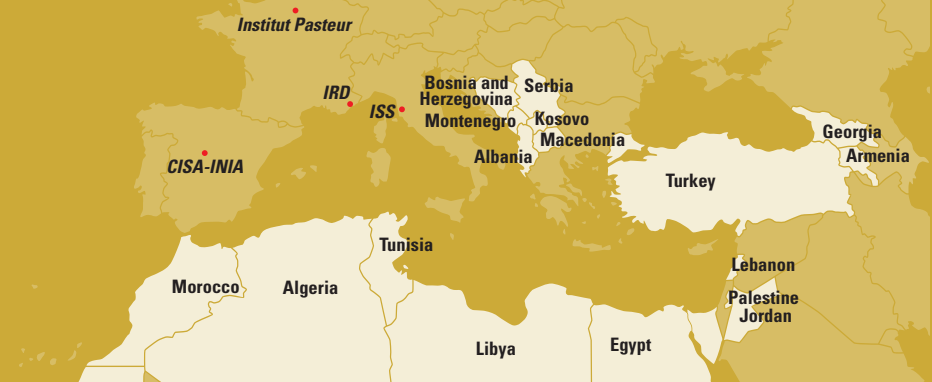 Institut Pasteur
IRD
ISS
CISA-INIA
Bosnia and
Herzegovina
Serbia
Montenegro
Kosovo
Macedonia
Albania
Georgia
Armenia
Turkey
Tunisia
Morocco
Algeria
Lebanon
Palestine
Jordan
Libya
Egypt